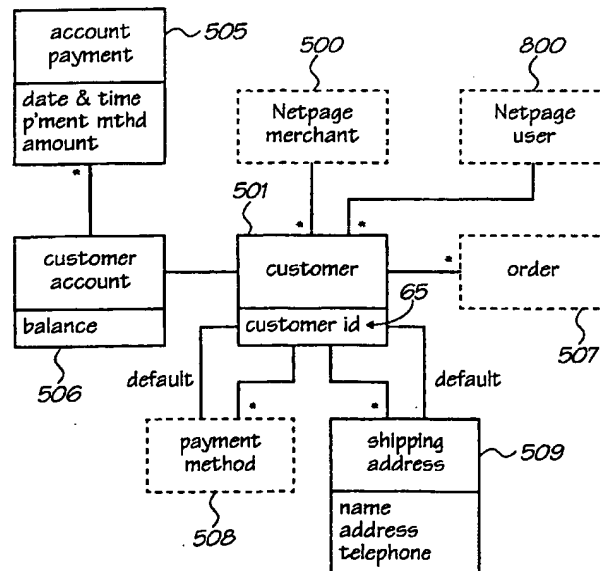 account
payment
505
date & time
p'ment mthd
amount
*
500
Netpage
merchant
*
800
Netpage
user
*
501
customer
account
balance
506
customer
customer id
65
*
order
507
default
*
payment
method
508
*
default
shipping
address
509
name
address
telephone